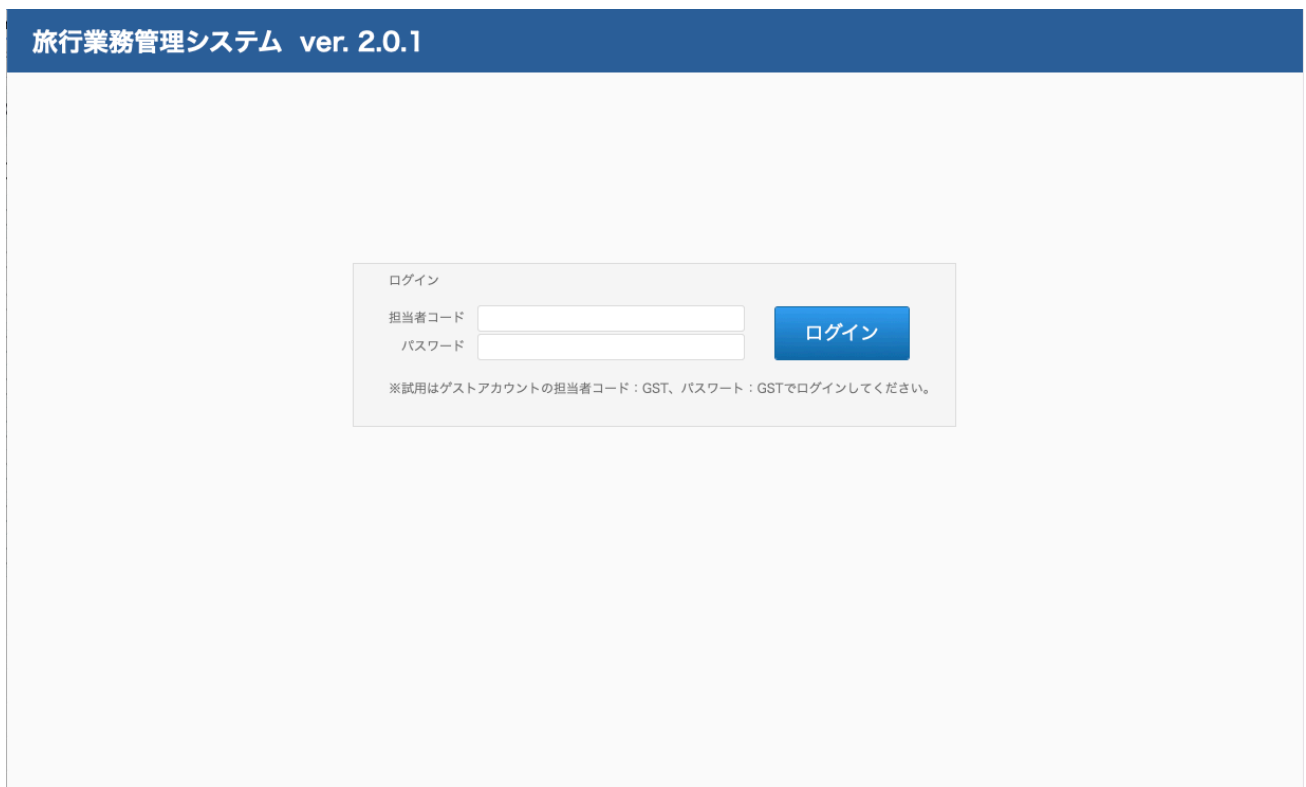 旅行業務管理システム ver. 2.0.1
ログイン
担当者コード
ログイン
パスワード
※試用はゲストアカウントの担当者コード：GST、パスワート：GSTでログインしてください。